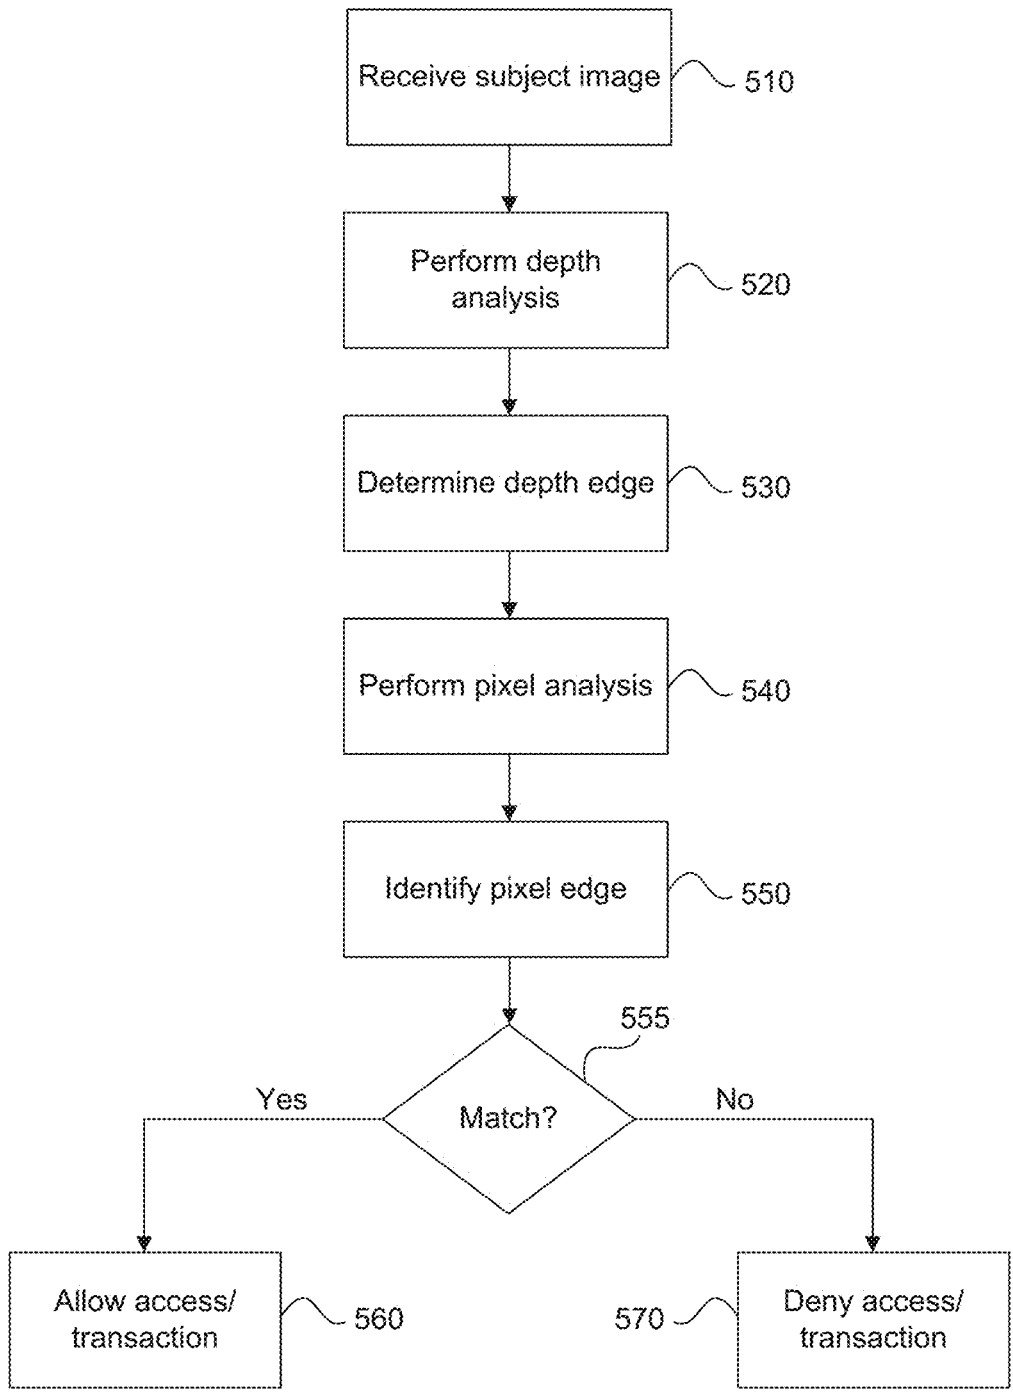 Receive subject image
510
Perform depth
analysis
520
Determine depth edge
530
Perform pixel analysis
540
Identify pixel edge
550
555
Match?
Yes
No
Allow access/
transaction
560
570
Deny access/
transaction